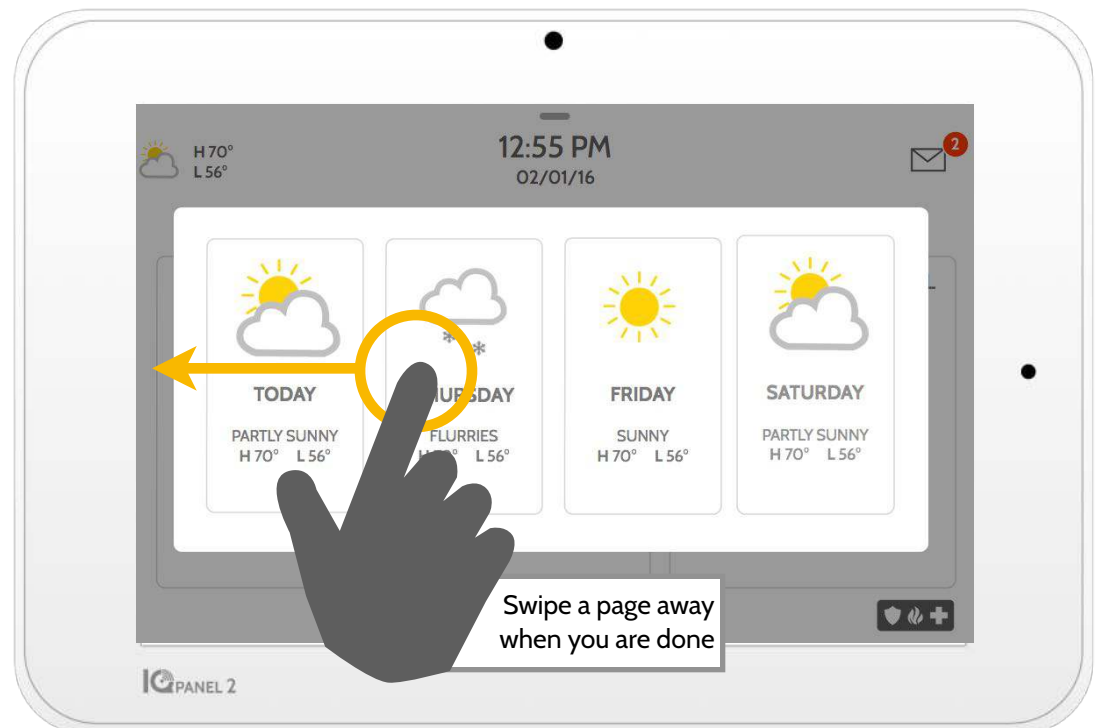 H 70°
L 56°
12:55 PM
02/01/16
2
TODAY
PARTLY SUNNY
H 70° L 56°
FLURRIES
L 56°
FRIDAY
SUNNY
H 70° L 56°
SATURDAY
PARTLY SUNNY
H 70° L 56°
Swipe a page away
when you are done
IQ PANEL 2